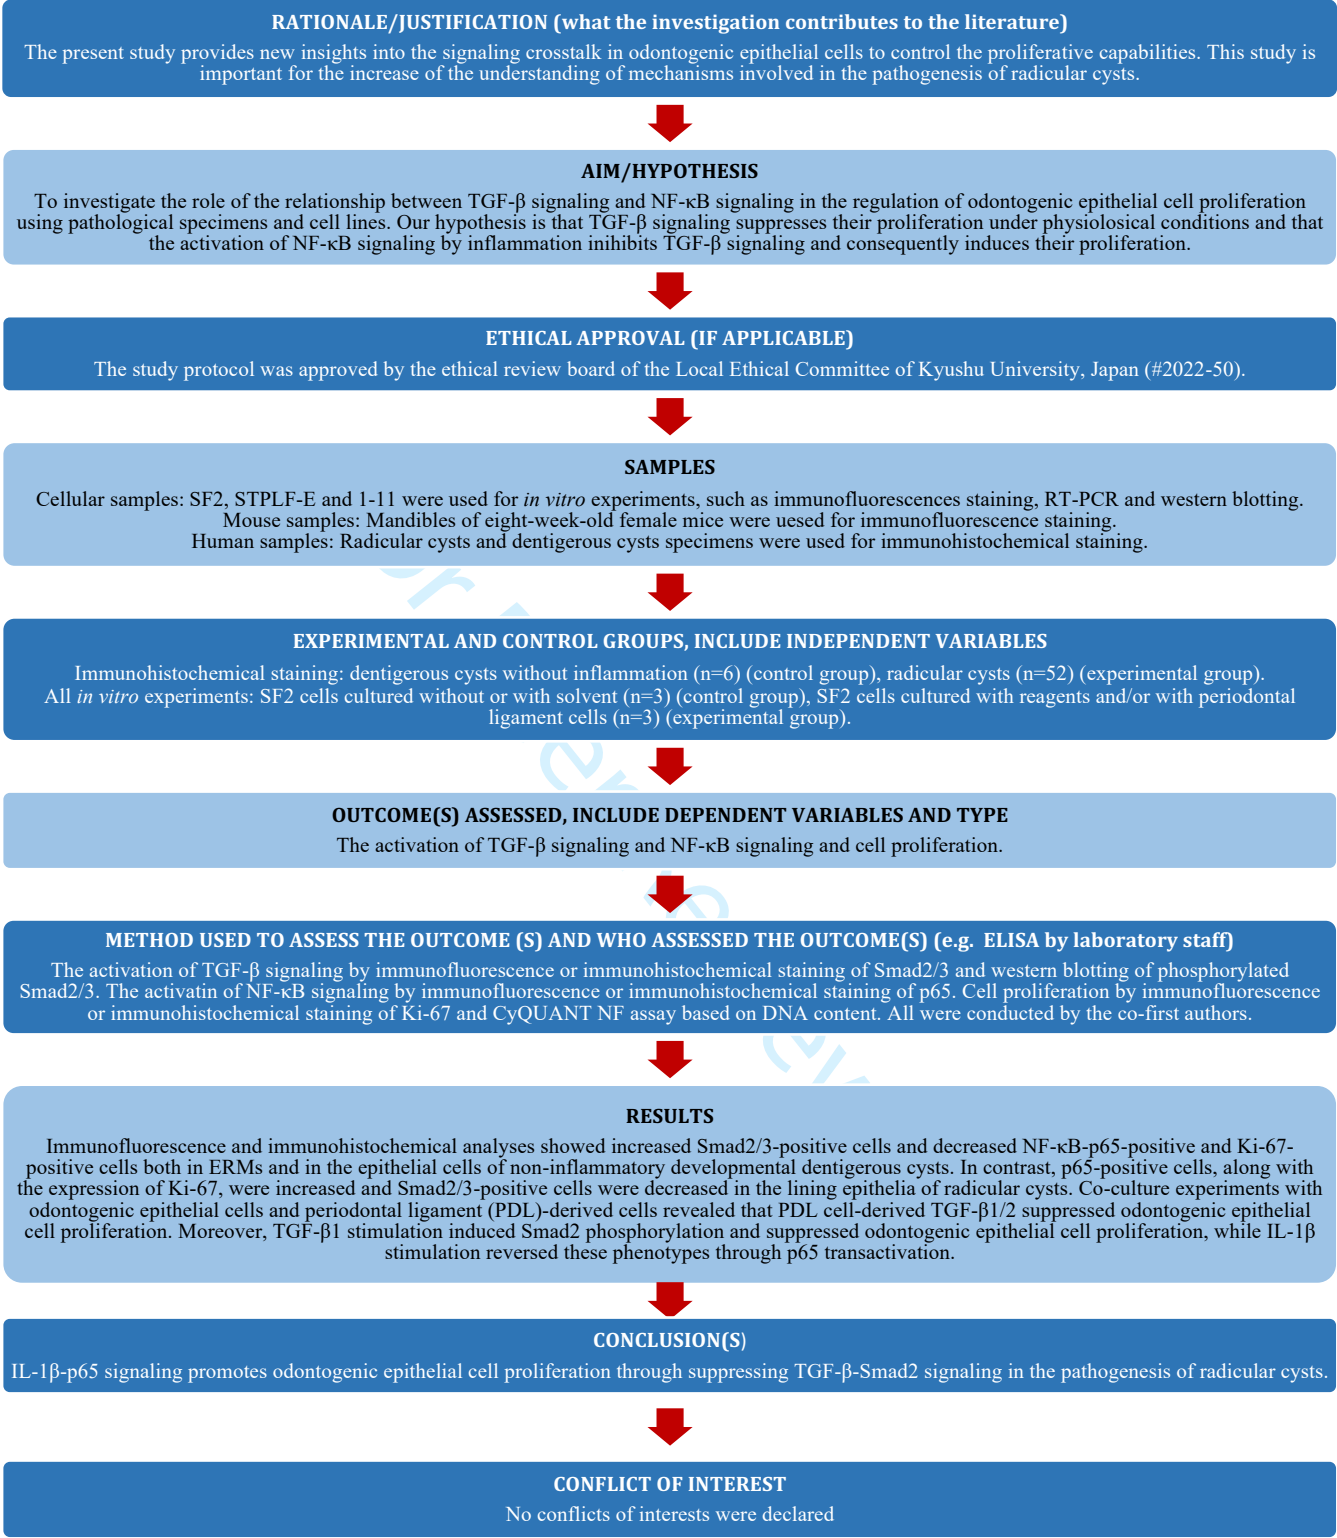 RATIONALE/JUSTIFICATION (what the investigation contributes to the literature)
The present study provides new insights into the signaling crosstalk in odontogenic epithelial cells to control the proliferative capabilities. This study is
important for the increase of the understanding of mechanisms involved in the pathogenesis of radicular cysts.
AIM/HYPOTHESIS
To investigate the role of the relationship between TGF-β signaling and NF-κB signaling in the regulation of odontogenic epithelial cell proliferation
using pathological specimens and cell lines. Our hypothesis is that TGF-β signaling suppresses their proliferation under physiolosical conditions and that
the activation of NF-κB signaling by inflammation inihibits TGF-β signaling and consequently induces their proliferation.
ETHICAL APPROVAL (IF APPLICABLE)
The study protocol was approved by the ethical review board of the Local Ethical Committee of Kyushu University, Japan (#2022-50).
SAMPLES
Cellular samples: SF2, STPLF-E and 1-11 were used for in vitro experiments, such as immunofluorescences staining, RT-PCR and western blotting.
Mouse samples: Mandibles of eight-week-old female mice were uesed for immunofluorescence staining.
Human samples: Radicular cysts and dentigerous cysts specimens were used for immunohistochemical staining.
EXPERIMENTAL AND CONTROL GROUPS, INCLUDE INDEPENDENT VARIABLES
Immunohistochemical staining: dentigerous cysts without inflammation (n=6) (control group), radicular cysts (n=52) (experimental group).
All in vitro experiments: SF2 cells cultured without or with solvent (n=3) (control group), SF2 cells cultured with reagents and/or with periodontal
ligament cells (n=3) (experimental group).
OUTCOME(S) ASSESSED, INCLUDE DEPENDENT VARIABLES AND TYPE
The activation of TGF-β signaling and NF-κB signaling and cell proliferation.
METHOD USED TO ASSESS THE OUTCOME (S) AND WHO ASSESSED THE OUTCOME(S) (e.g. ELISA by laboratory staff)
The activation of TGF-β signaling by immunofluorescence or immunohistochemical staining of Smad2/3 and western blotting of phosphorylated
Smad2/3. The activatin of NF-κB signaling by immunofluorescence or immunohistochemical staining of p65. Cell proliferation by immunofluorescence
or immunohistochemical staining of Ki-67 and CyQUANT NF assay based on DNA content. All were conducted by the co-first authors.
RESULTS
Immunofluorescence and immunohistochemical analyses showed increased Smad2/3-positive cells and decreased NF-κB-p65-positive and Ki-67-
positive cells both in ERMs and in the epithelial cells of non-inflammatory developmental dentigerous cysts. In contrast, p65-positive cells, along with
the expression of Ki-67, were increased and Smad2/3-positive cells were decreased in the lining epithelia of radicular cysts. Co-culture experiments with
odontogenic epithelial cells and periodontal ligament (PDL)-derived cells revealed that PDL cell-derived TGF-β1/2 suppressed odontogenic epithelial
cell proliferation. Moreover, TGF-β1 stimulation induced Smad2 phosphorylation and suppressed odontogenic epithelial cell proliferation, while IL-1β
stimulation reversed these phenotypes through p65 transactivation.
CONCLUSION(S)
IL-1β-p65 signaling promotes odontogenic epithelial cell proliferation through suppressing TGF-β-Smad2 signaling in the pathogenesis of radicular cysts.
CONFLICT OF INTEREST
No conflicts of interests were declared